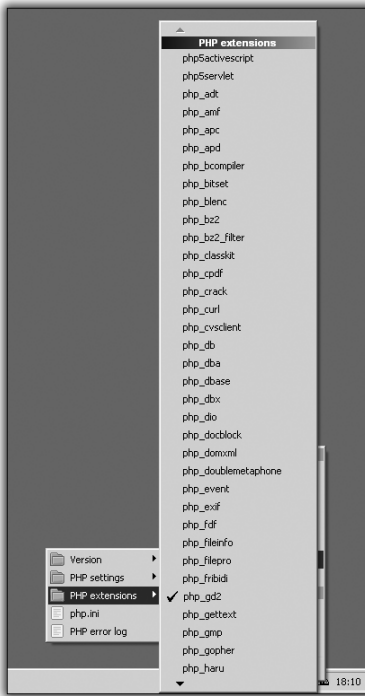 PHP extensions
php5activescript
php5servlet
php_adt
php_amf
php_apc
php_apd
php_bcompiler
php_bitset
php_blenc
php_bz2
php_bz2_filter
php_classkit
php_cpdf
php_crack
php_curl
php_cvsclient
php_db
php_dba
php_dbase
php_dbx
php_dio
php_docblock
php_domxml
php_doublemetaphone
php_event
php_exif
php_fdf
php_fileinfo
php_filepro
php_fribidi
php_gd2
php_gettext
php_gmp
php_gopher
php_haru
Version
PHP settings
PHP extensions
php.ini
PHP error log
18:10